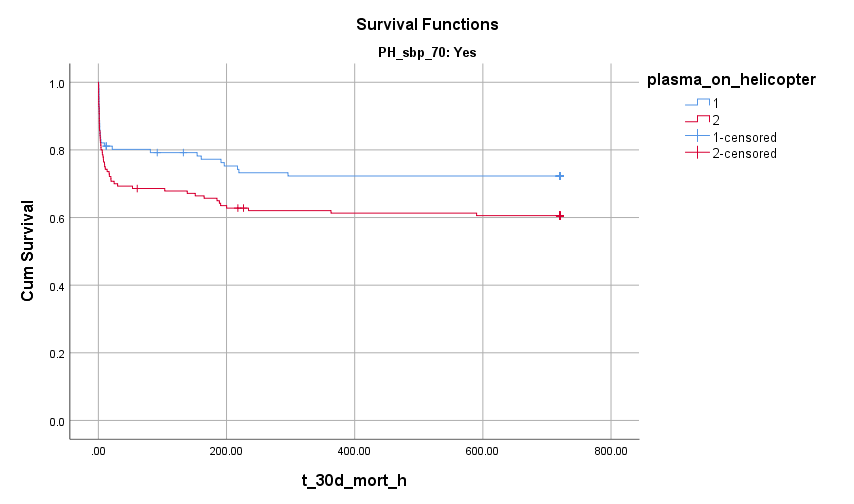 Survival Functions
PH_sbp_70: Yes
plasma_on_helicopter
1
2
1-censored
2-censored
Cum Survival
1.0
0.8
0.6
0.4
0.2
0.0
.00
200.00
400.00
600.00
800.00
t_30d_mort_h